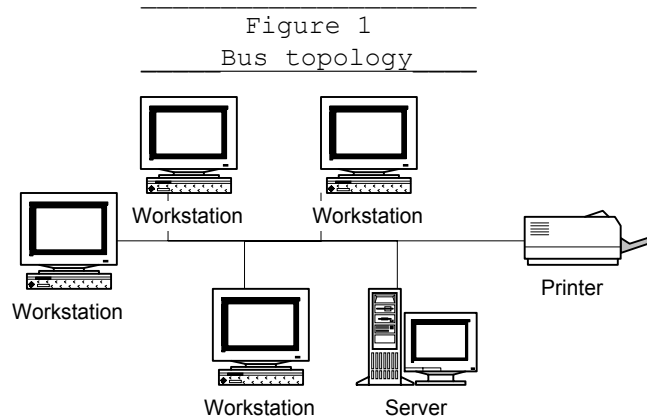 Figure 1
Bus topology
Workstation
Workstation
Workstation
Printer
Workstation
Server